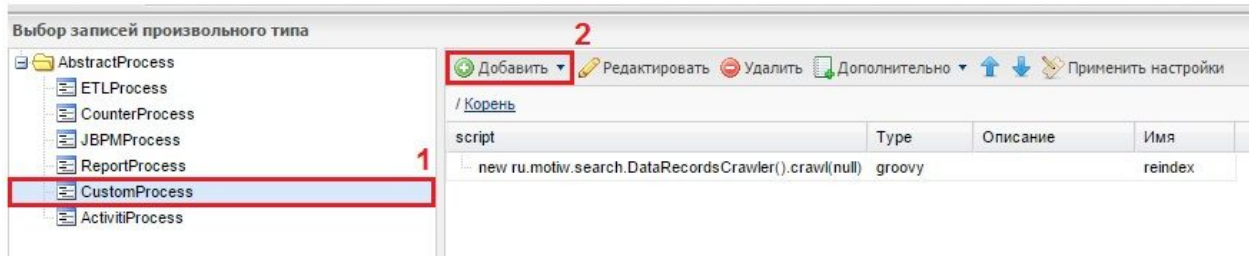 Выбор записей произвольного типа
2
AbstractProcess
ETLProcess
CounterProcess
JBPMProcess
ReportProcess
1
CustomProcess
ActivitiProcess
Добавить Редактировать Удалить Дополнительно Применить настройки
/ Корень
script Type Описание Имя
new ru.motiw.search.DataRecordsCrawler().crawl(null) groovy reindex